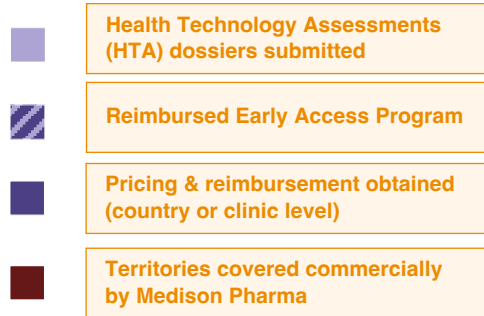 Health Technology Assessments
(HTA) dossiers submitted
Reimbursed Early Access Program
Pricing & reimbursement obtained
(country or clinic level)
Territories covered commercially
by Medison Pharma